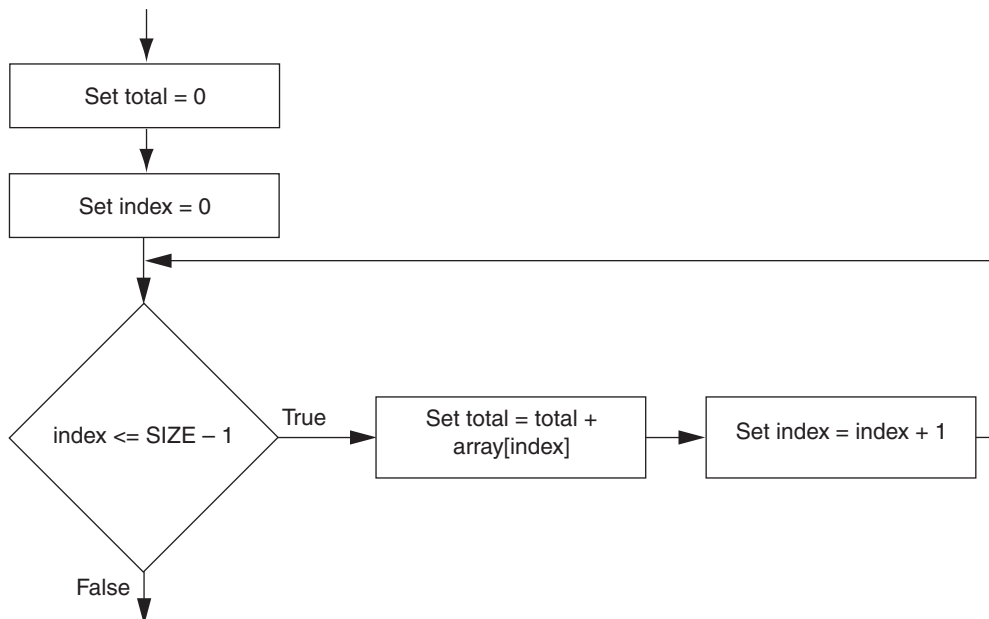 Set total = 0
Set index = 0
index <= SIZE – 1
True
Set total = total +
array[index]
Set index = index + 1
False